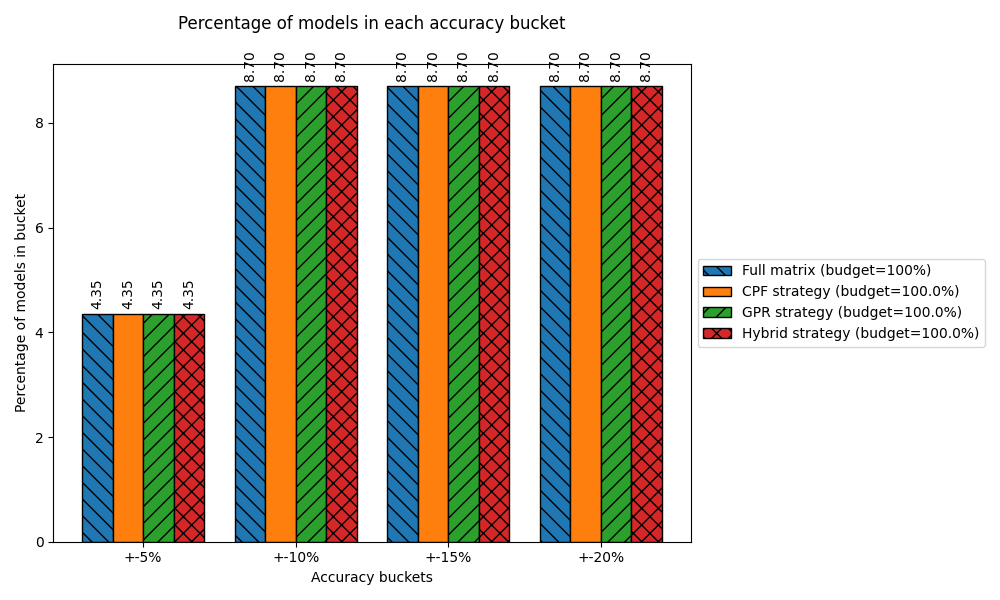 Percentage of models in each accuracy bucket
8.70 8.70 8.70 8.70 8.70 8.70 8.70 8.70 8.70 8.70 8.70 8.70
8
6
4.35 4.35 4.35 4.35
4
2
0
Percentage of models in bucket
+-5% +-10% +-15% +-20%
Accuracy buckets
Full matrix (budget=100%)
CPF strategy (budget=100.0%)
GPR strategy (budget=100.0%)
Hybrid strategy (budget=100.0%)